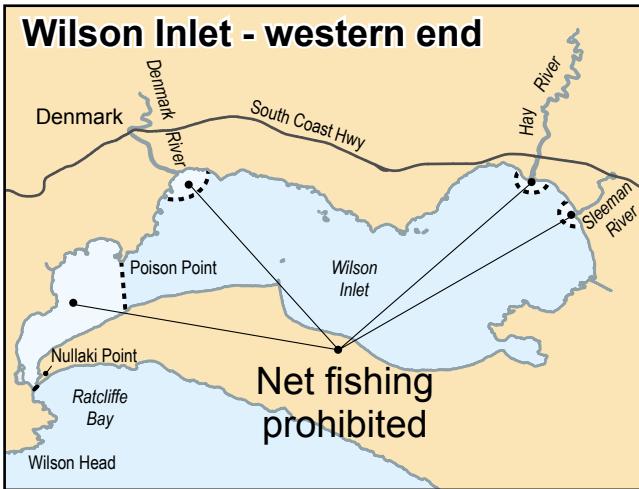 Wilson Inlet - western end
Denmark
Denmark River
South Coast Hwy
Hay River
Sleeman
River
Poison Point
Wilson
Inlet
Nullaki Point
Ratcliffe
Bay
Net fishing
prohibited
Wilson Head